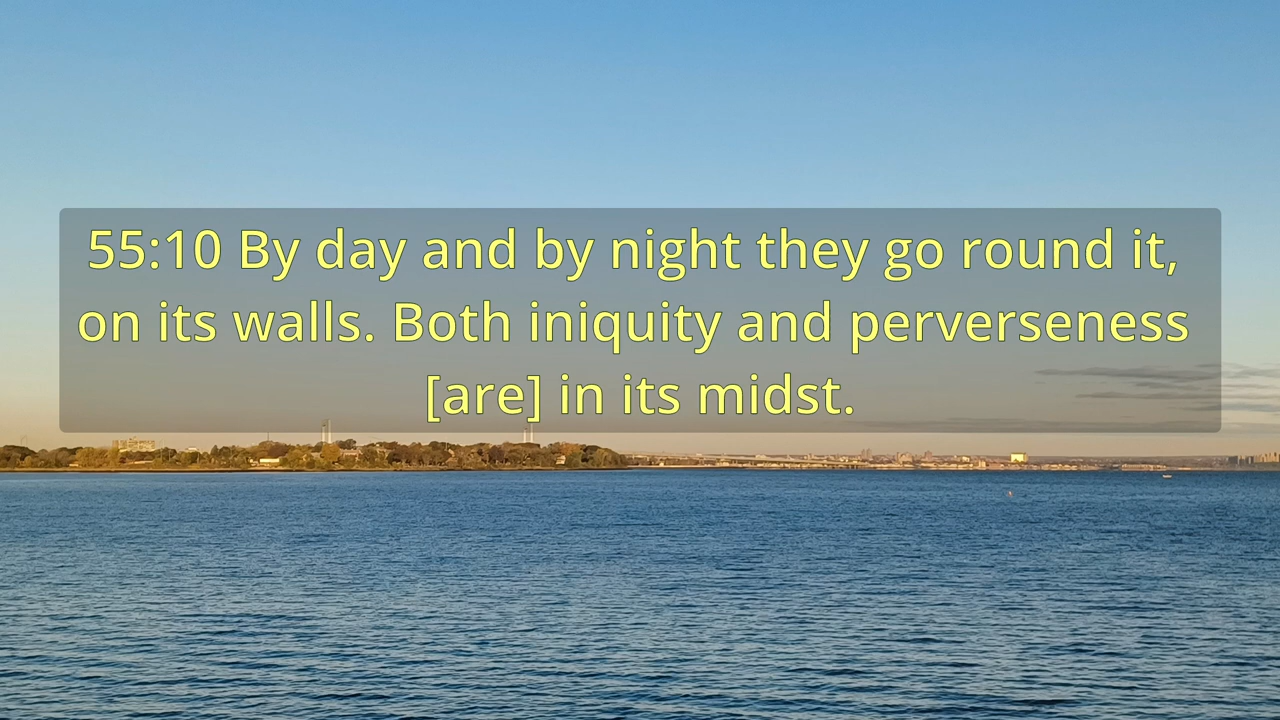 55:10 By day and by night they go round it,
on its walls. Both iniquity and perverseness
[are] in its midst.